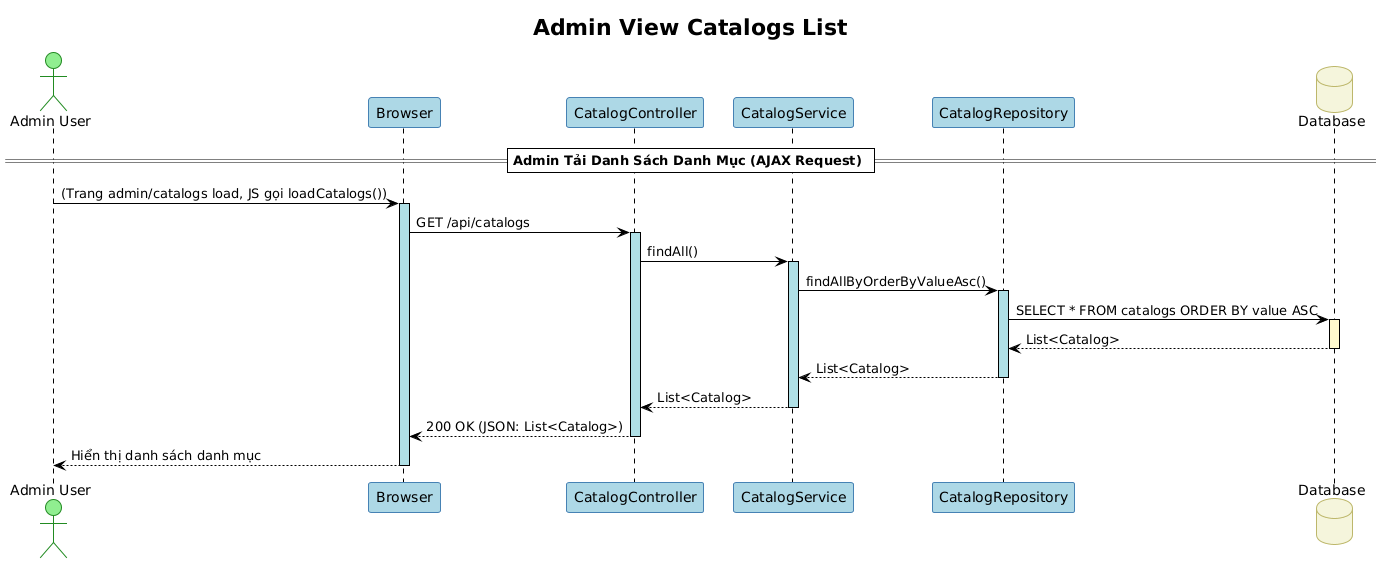 Admin View Catalogs List
Admin User
Browser
CatalogController
CatalogService
CatalogRepository
Database
Admin Tải Danh Sách Danh Mục (AJAX Request)
(Trang admin/catalogs load, JS gọi loadCatalogs())
GET /api/catalogs
findAll()
findAllByOrderByValueAsc()
SELECT * FROM catalogs ORDER BY value ASC
List<Catalog>
List<Catalog>
List<Catalog>
200 OK (JSON: List<Catalog>)
Hiển thị danh sách danh mục
Admin User
Browser
CatalogController
CatalogService
CatalogRepository
Database